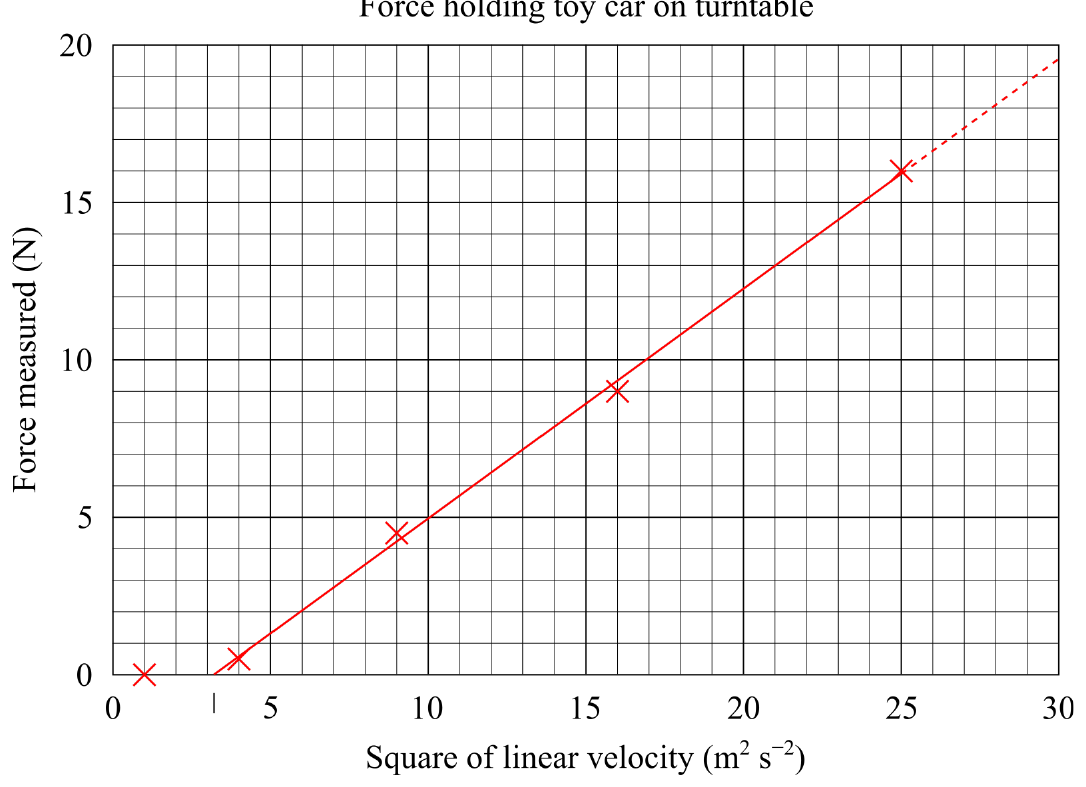 Force holding toy car on turntable
20
15
10
5
0
Force measured (N)
0 5 10 15 20 25 30
Square of linear velocity (m² s⁻²)